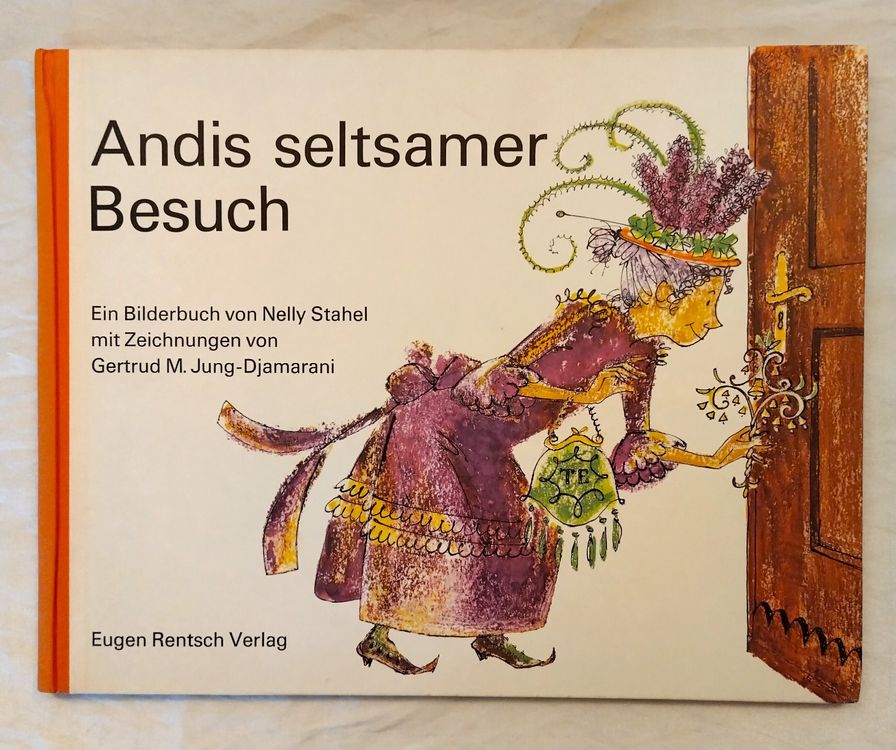 Andis seltsamer
Besuch
Ein Bilderbuch von Nelly Stahel
mit Zeichnungen von
Gertrud M. Jung-Djamarani
TE
Eugen Rentsch Verlag